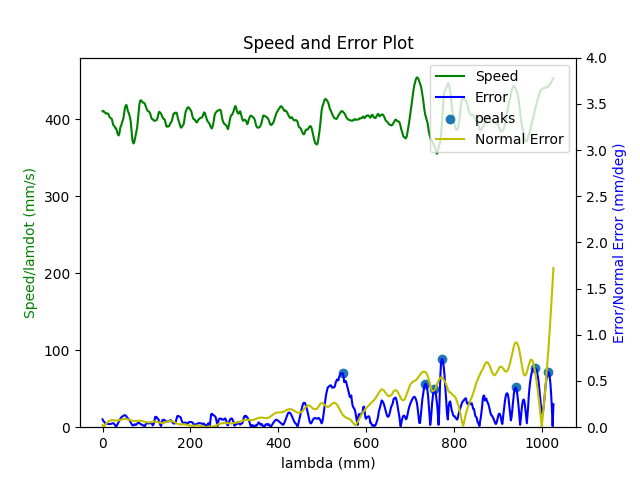 Speed and Error Plot
Speed/lamdot (mm/s)
400
300
200
100
0
Speed
Error
peaks
Normal Error
4.0
3.5
3.0
2.5
2.0
1.5
1.0
0.5
0.0
Error/Normal Error (mm/deg)
0 200 400 600 800 1000
lambda (mm)